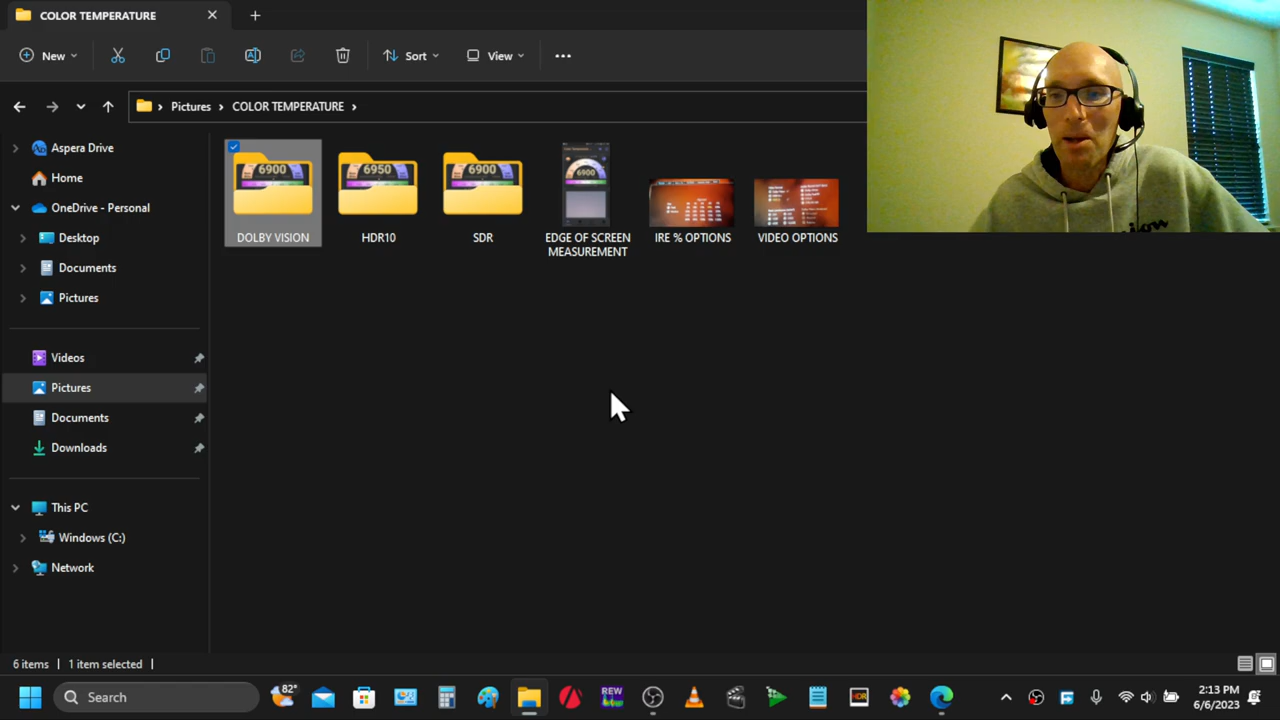 COLOR TEMPERATURE
New
Sort
View
Pictures
COLOR TEMPERATURE
Aspera Drive
Home
OneDrive - Personal
Desktop
Documents
Pictures
Videos
Pictures
Documents
Downloads
This PC
Windows (C:)
Network
6900
6950
6900
6900
DOLBY VISION
HDR10
SDR
EDGE OF SCREEN
MEASUREMENT
IRE % OPTIONS
VIDEO OPTIONS
6 items
1 item selected
Search
82°
REW
2:13 PM
6/6/2023